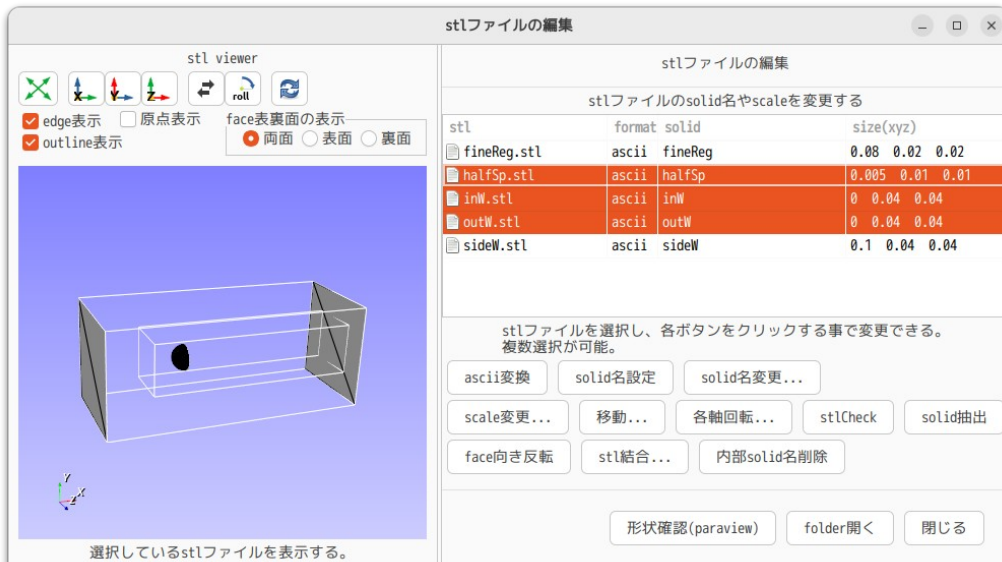 stlファイルの編集
stl viewer
X
Y
Z
roll
edge表示
原点表示
face表裏面の表示
outline表示
両面
表面
裏面
Y
Z
X
選択しているstlファイルを表示する。
stlファイルの編集
stlファイルのsolid名やscaleを変更する
stl format solid size(xyz)
fineReg.stl ascii fineReg 0.08 0.02 0.02
halfSp.stl ascii halfSp 0.005 0.01 0.01
inW.stl ascii inW 0 0.04 0.04
outW.stl ascii outW 0 0.04 0.04
sideW.stl ascii sideW 0.1 0.04 0.04
stlファイルを選択し、各ボタンをクリックする事で変更できる。
複数選択が可能。
ascii変換 solid名設定 solid名変更...
scale変更... 移動... 各軸回転... stlCheck solid抽出
face向き反転 stl結合... 内部solid名削除
形状確認(paraview) folder開く 閉じる